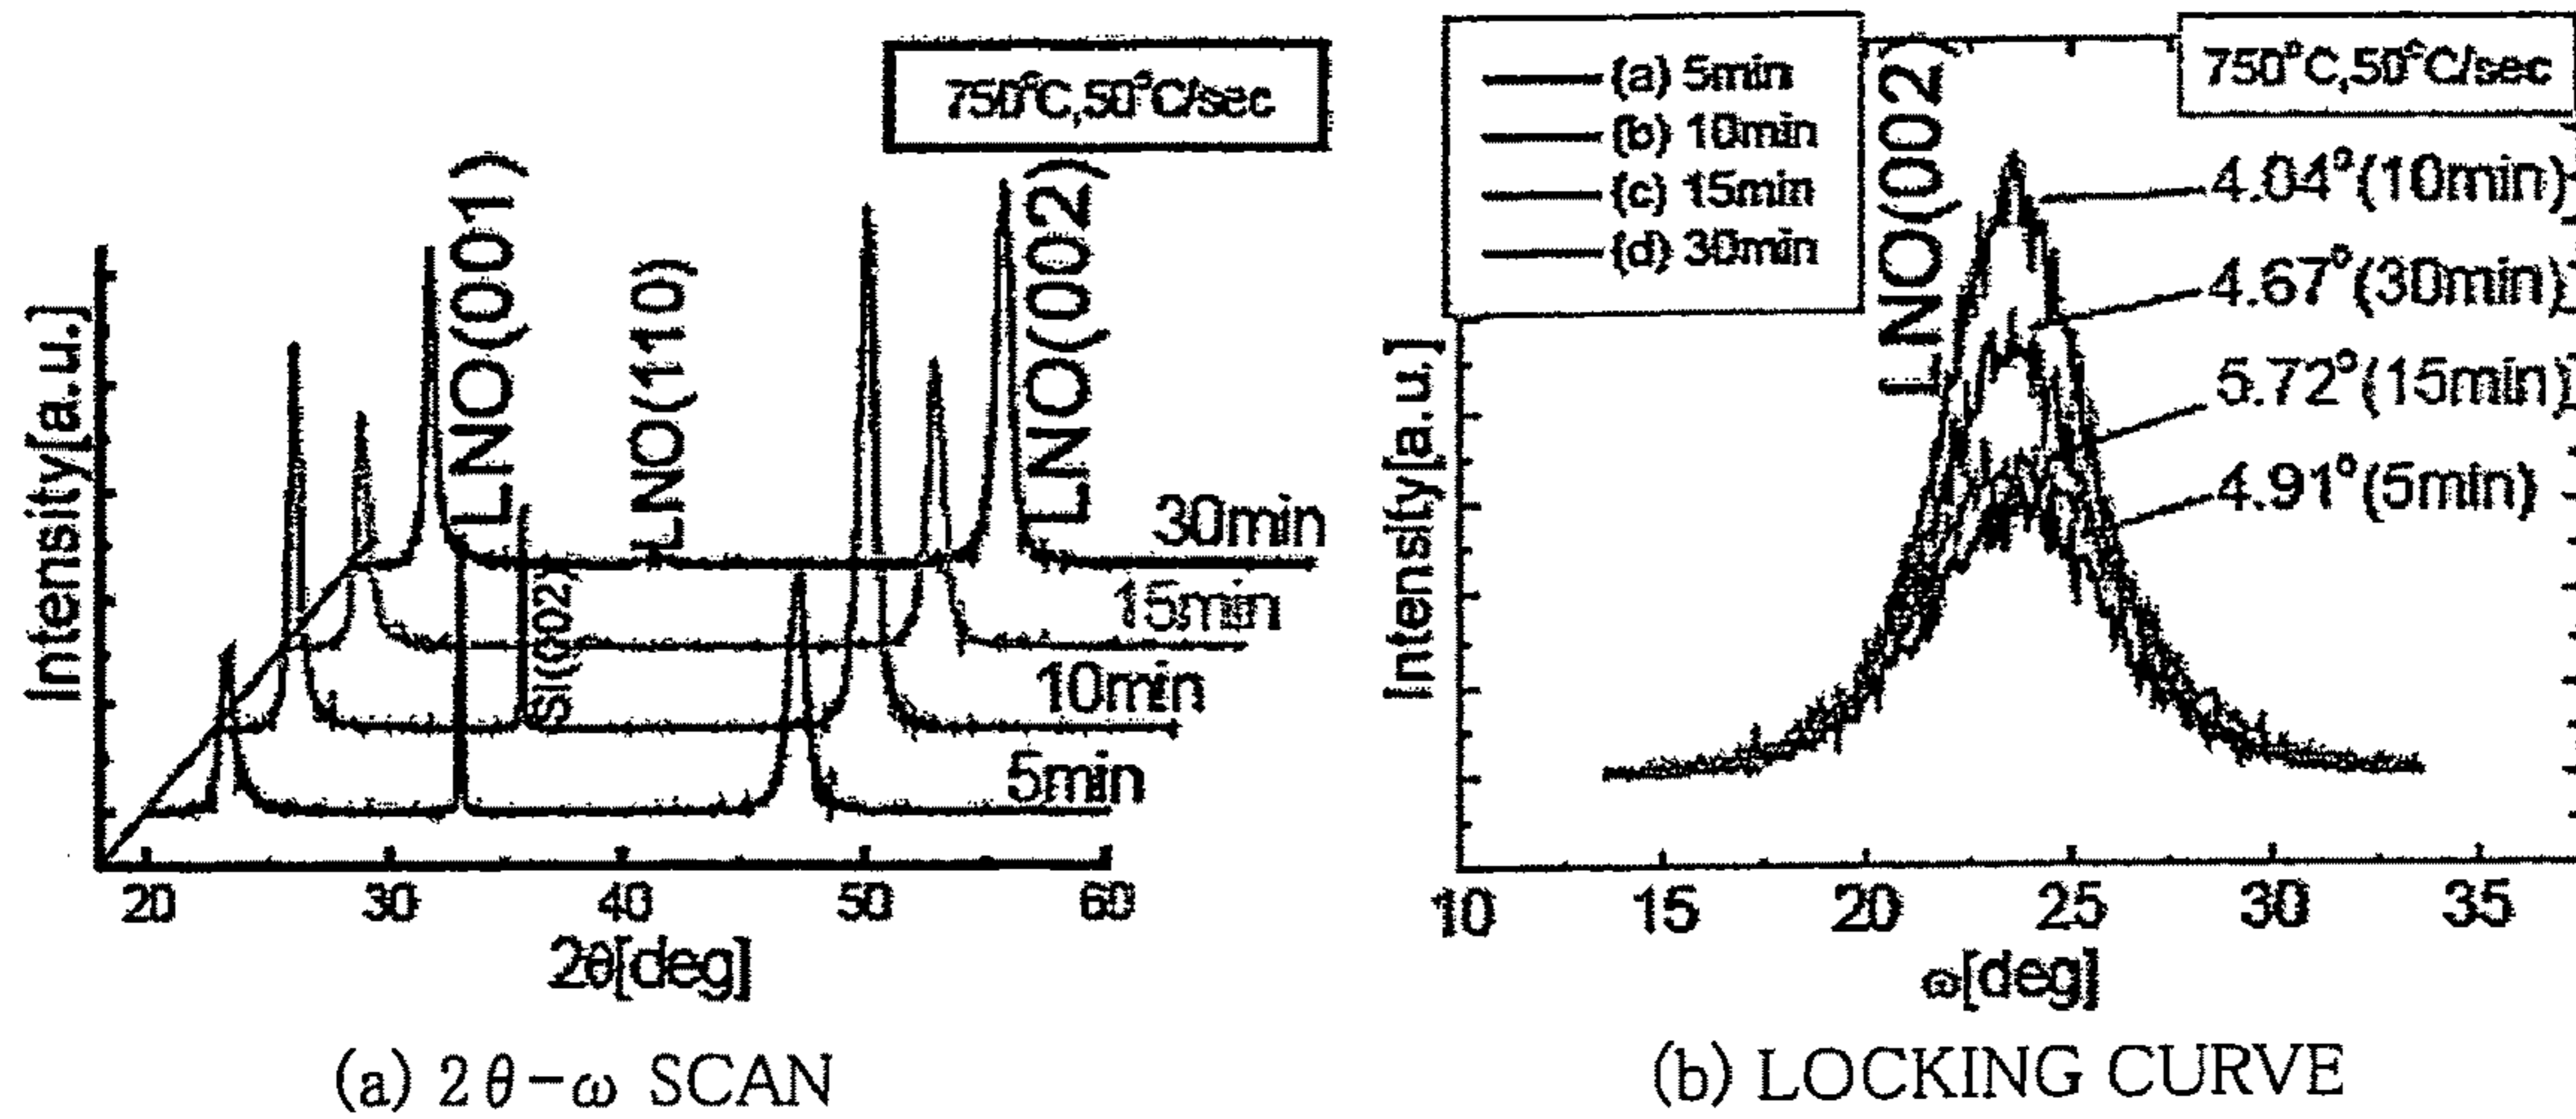 750°C,50°C/sec
LNO(001)
LNO(110)
LNO(002)
Si(002)
30min
15min
10min
5min
Intensity[a.u.]
20 30 40 50 60
2θ[deg]
(a) 2θ-ω SCAN
(a) 5min
(b) 10min
(c) 15min
(d) 30min
750°C,50°C/sec
LNO(002)
4.04°(10min)
4.67°(30min)
5.72°(15min)
4.91°(5min)
Intensity[a.u.]
10 15 20 25 30 35
ω[deg]
(b) LOCKING CURVE